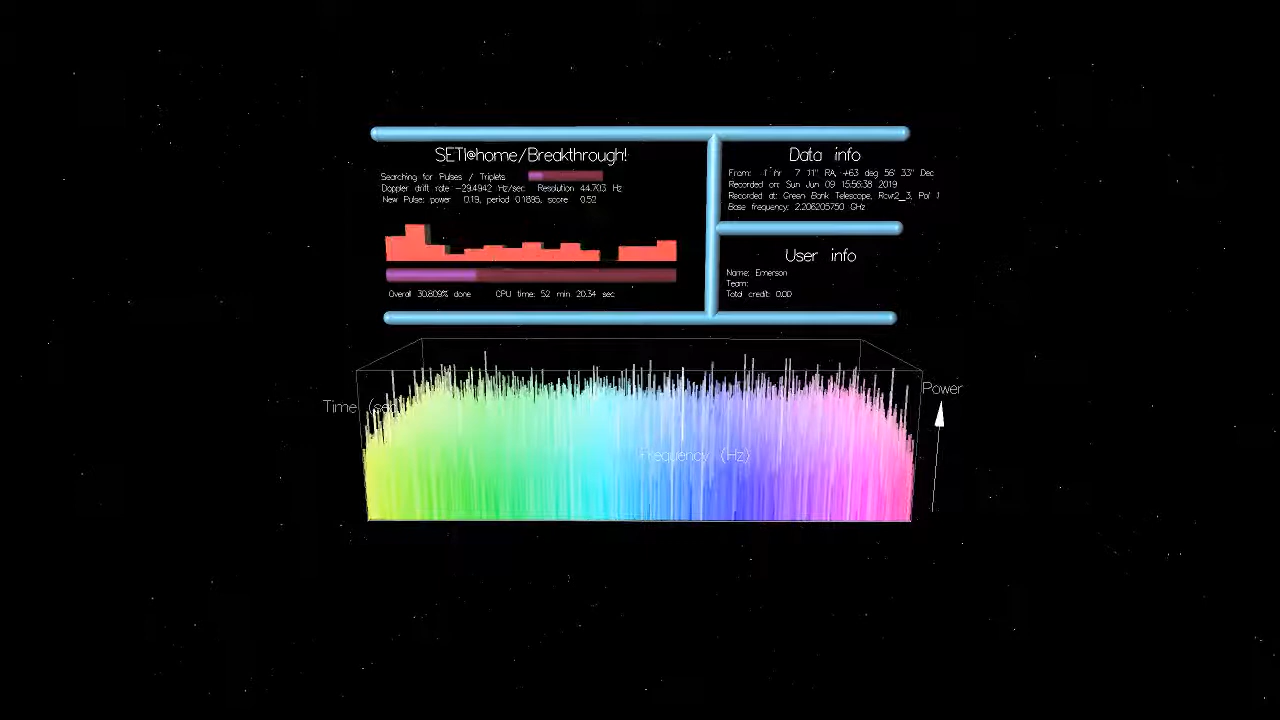 SETI@home/Breakthrough!
Searching for Pulses / Triplets
Doppler drift rate -29.4942 Hz/sec Resolution 44.703 Hz
New Pulse: power 0.19, period 0.1895, score 0.52
Overall 30.809% done CPU time: 52 min 20.34 sec
Data info
From: hr 7' 11" RA, +63 deg 56' 33" Dec
Recorded on: Sun Jun 09 15:56:38 2019
Recorded at: Green Bank Telescope, Rcvr2_3, Pol 1
Base frequency: 2.206205750 GHz
User info
Name: Emerson
Team:
Total credit: 0.00
Time (sec)
Power
Frequency (Hz)